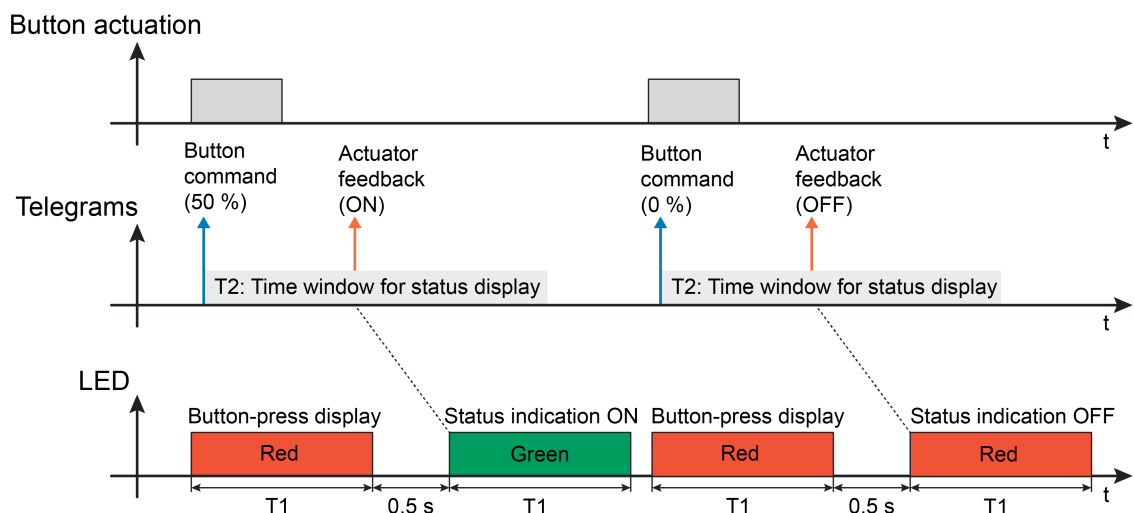 Button actuation
t
Button
command
(50 %)
Actuator
feedback
(ON)
Button
command
(0 %)
Actuator
feedback
(OFF)
Telegrams
T2: Time window for status display
T2: Time window for status display
t
LED
Button-press display
Status indication ON
Button-press display
Status indication OFF
Red
Green
Red
Red
t
T1
0.5 s
T1
T1
0.5 s
T1